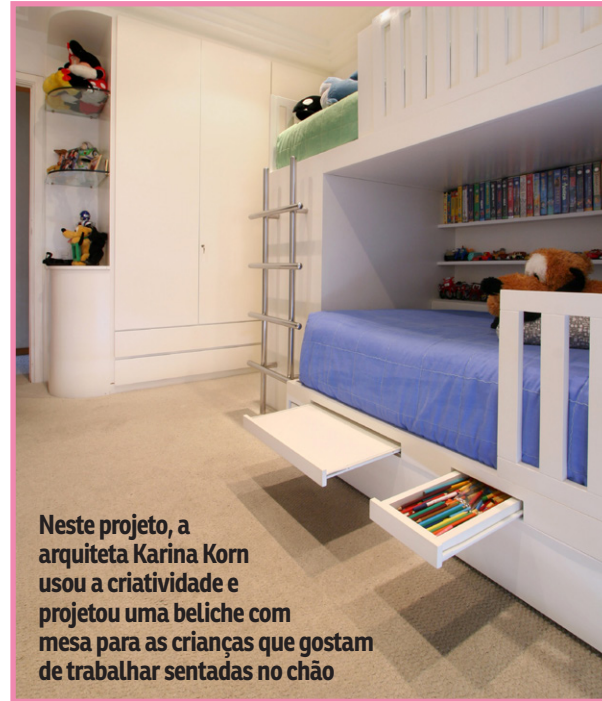 Neste projeto, a
arquiteta Karina Korn
usou a criatividade e
projetou uma beliche com
mesa para as crianças que gostam
de trabalhar sentadas no chão